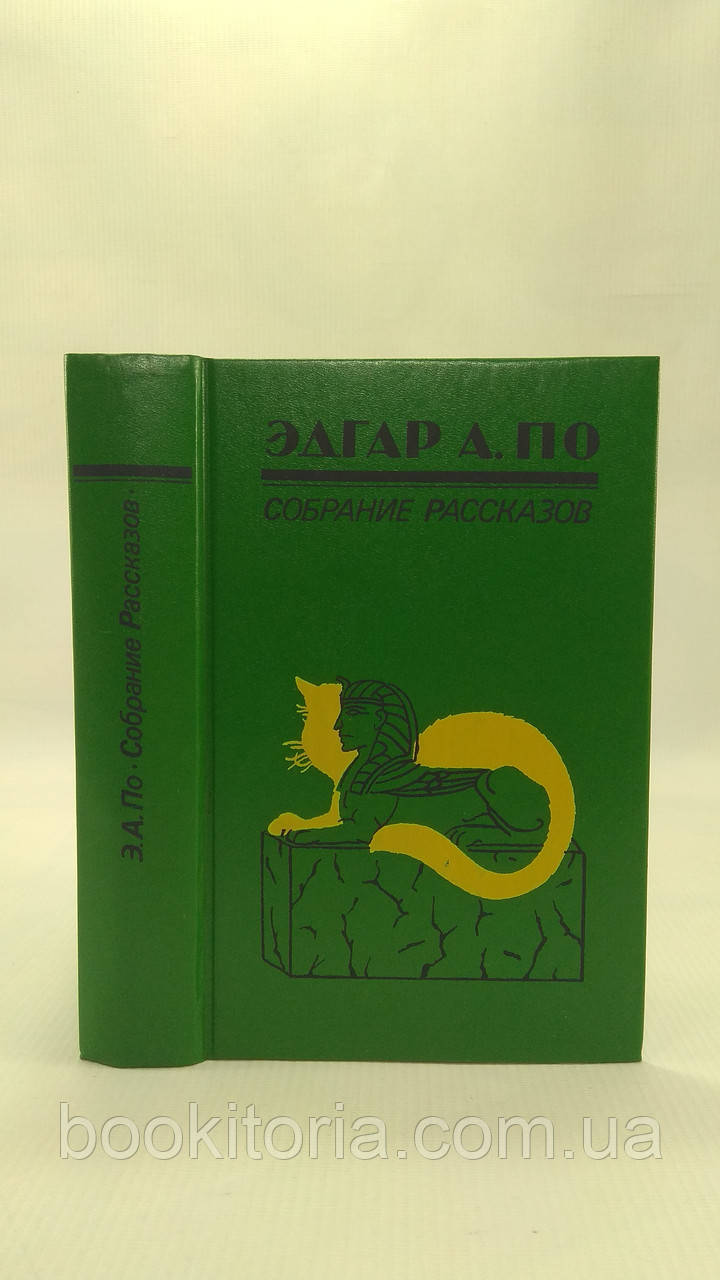 ЭДГАР А. ПО
СОБРАНИЕ РАССКАЗОВ
Э.А.По · Собрание Рассказов ·
bookitoria.com.ua